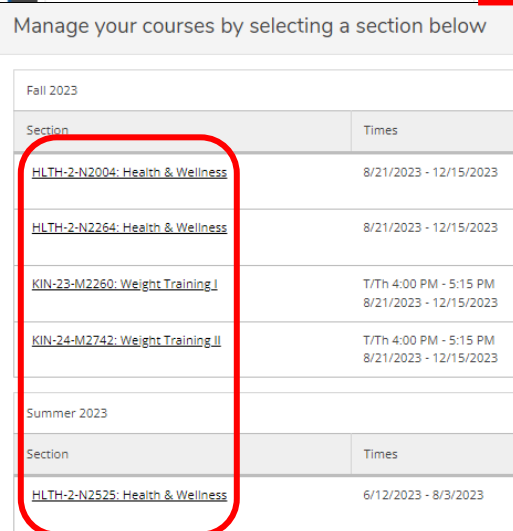 Manage your courses by selecting a section below
Fall 2023
Section Times
HLTH-2-N2004: Health & Wellness 8/21/2023 - 12/15/2023
HLTH-2-N2264: Health & Wellness 8/21/2023 - 12/15/2023
KIN-23-M2260: Weight Training I T/Th 4:00 PM - 5:15 PM
8/21/2023 - 12/15/2023
KIN-24-M2742: Weight Training II T/Th 4:00 PM - 5:15 PM
8/21/2023 - 12/15/2023
Summer 2023
Section Times
HLTH-2-N2525: Health & Wellness 6/12/2023 - 8/3/2023